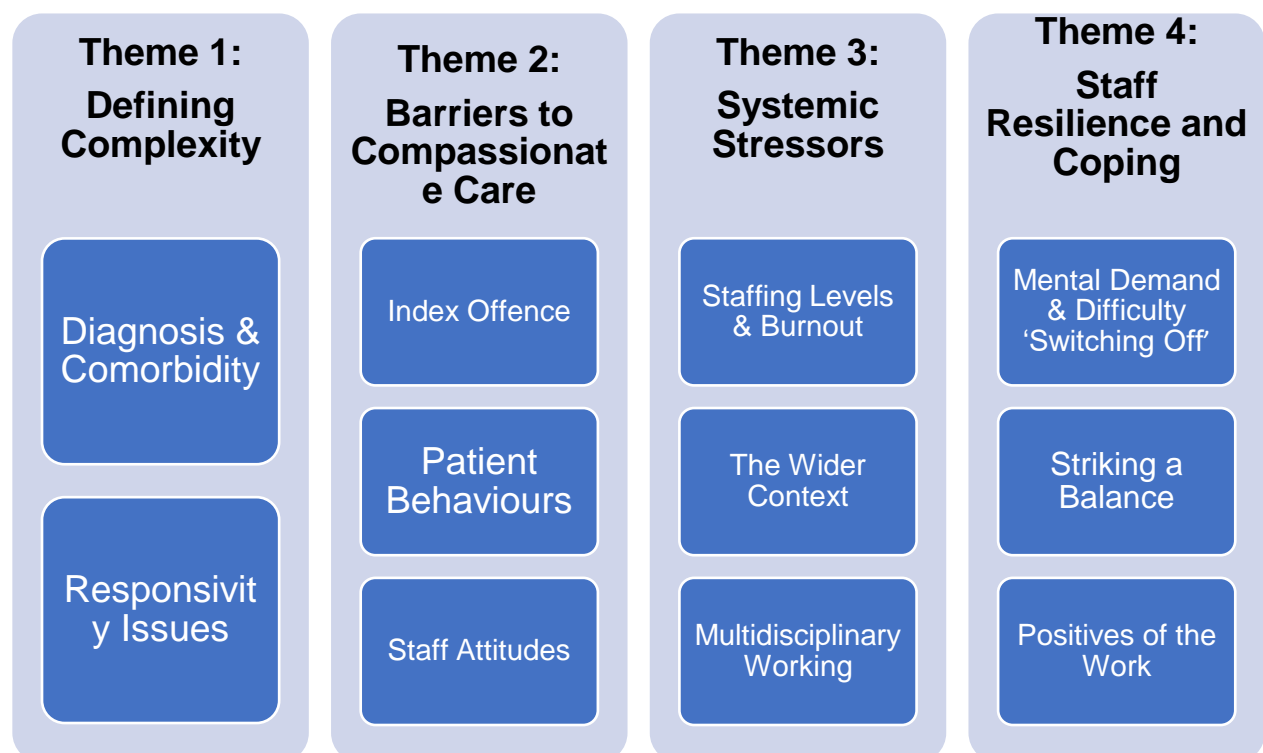 Theme 1:
Defining
Complexity
Diagnosis &
Comorbidity
Responsivit
y Issues
Theme 2:
Barriers to
Compassionat
e Care
Index Offence
Patient
Behaviours
Staff Attitudes
Theme 3:
Systemic
Stressors
Staffing Levels
& Burnout
The Wider
Context
Multidisciplinary
Working
Theme 4:
Staff
Resilience and
Coping
Mental Demand
& Difficulty
‘Switching Off’
Striking a
Balance
Positives of the
Work